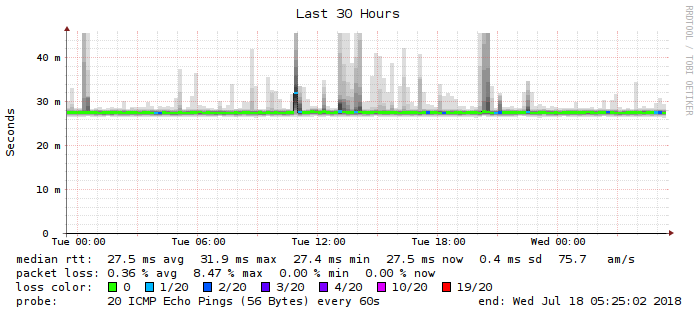 Last 30 Hours
RRDTOOL / TOBI OETIKER
Seconds
40 m
30 m
20 m
10 m
0
Tue 00:00 Tue 06:00 Tue 12:00 Tue 18:00 Wed 00:00
median rtt: 27.5 ms avg 31.9 ms max 27.4 ms min 27.5 ms now 0.4 ms sd 75.7 am/s
packet loss: 0.36 % avg 8.47 % max 0.00 % min 0.00 % now
loss color: 0 1/20 2/20 3/20 4/20 10/20 19/20
probe: 20 ICMP Echo Pings (56 Bytes) every 60s end: Wed Jul 18 05:25:02 2018